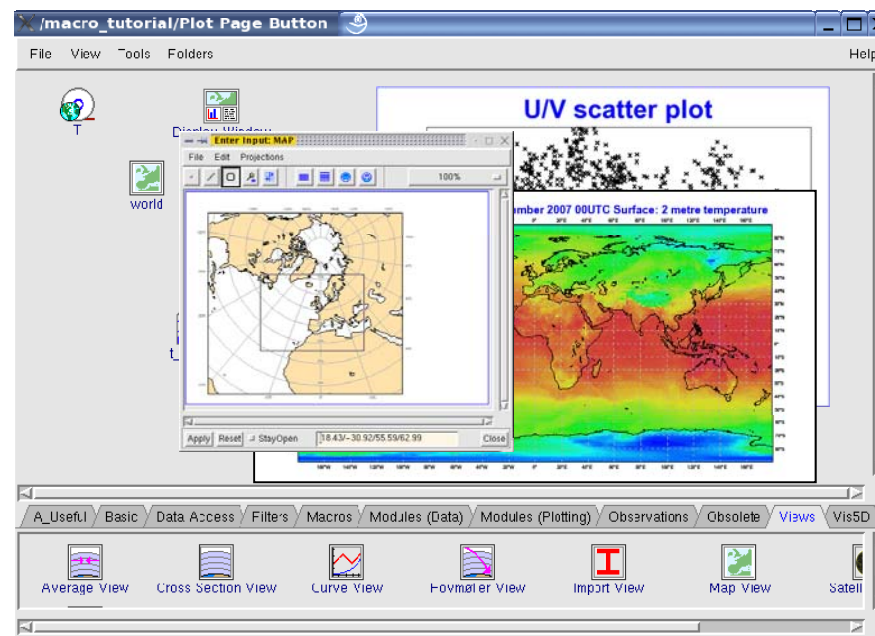 /macro_tutorial/Plot Page Button
File View Tools Folders Help
T
Display Window
world
U/V scatter plot
Enter Input: MAP
File Edit Projections
100%
2007 00UTC Surface: 2 metre temperature
Apply Reset StayOpen 18.43/-30.92/55.59/62.99 Close
A_Useful Basic Data Access Filters Macros Modules (Data) Modules (Plotting) Observations Obsolete Views Vis5D
Average View Cross Section View Curve View Hovmøller View Import View Map View